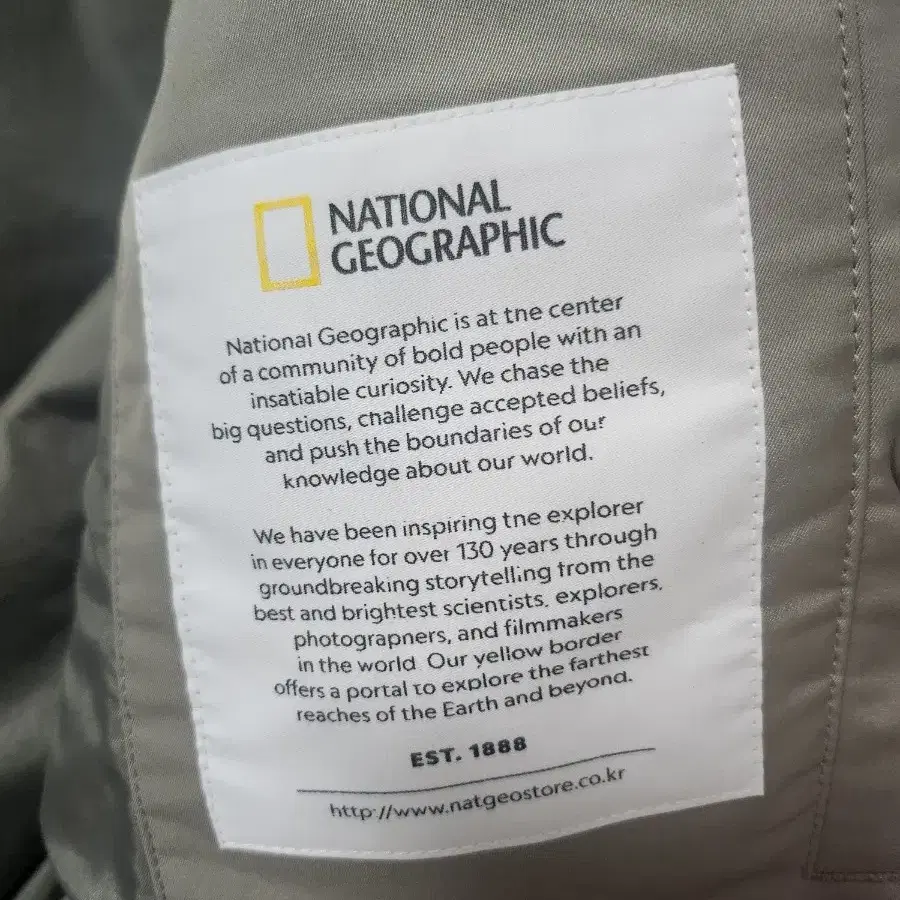 NATIONAL
GEOGRAPHIC
National Geographic is at the center
of a community of bold people with an
insatiable curiosity. We chase the
big questions, challenge accepted beliefs,
and push the boundaries of our
knowledge about our world.
We have been inspiring the explorer
in everyone for over 130 years through
groundbreaking storytelling from the
best and brightest scientists, explorers,
photographers, and filmmakers
in the world. Our yellow border
offers a portal to explore the farthest
reaches of the Earth and beyond.
EST. 1888
http://www.natgeostore.co.kr